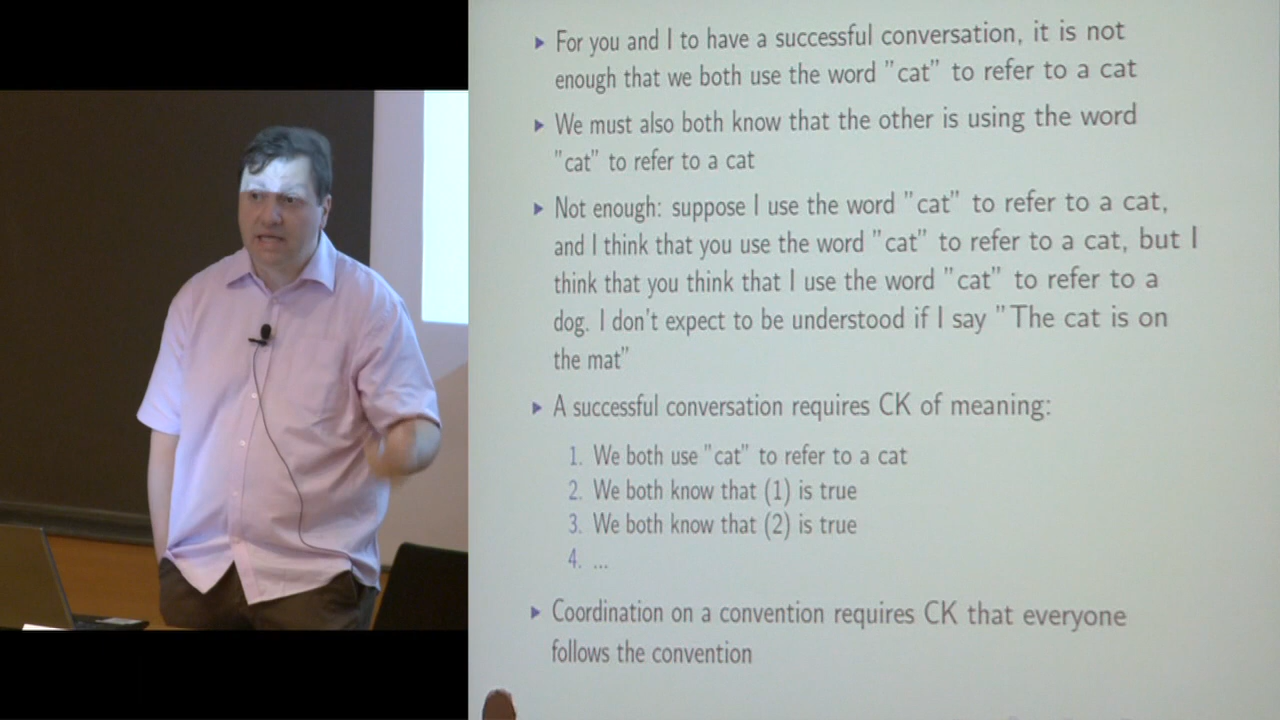 ▶ For you and I to have a successful conversation, it is not
enough that we both use the word "cat" to refer to a cat
▶ We must also both know that the other is using the word
"cat" to refer to a cat
▶ Not enough: suppose I use the word "cat" to refer to a cat,
and I think that you use the word "cat" to refer to a cat, but I
think that you think that I use the word "cat" to refer to a
dog. I don't expect to be understood if I say "The cat is on
the mat"
▶ A successful conversation requires CK of meaning:
1. We both use "cat" to refer to a cat
2. We both know that (1) is true
3. We both know that (2) is true
4. ...
▶ Coordination on a convention requires CK that everyone
follows the convention